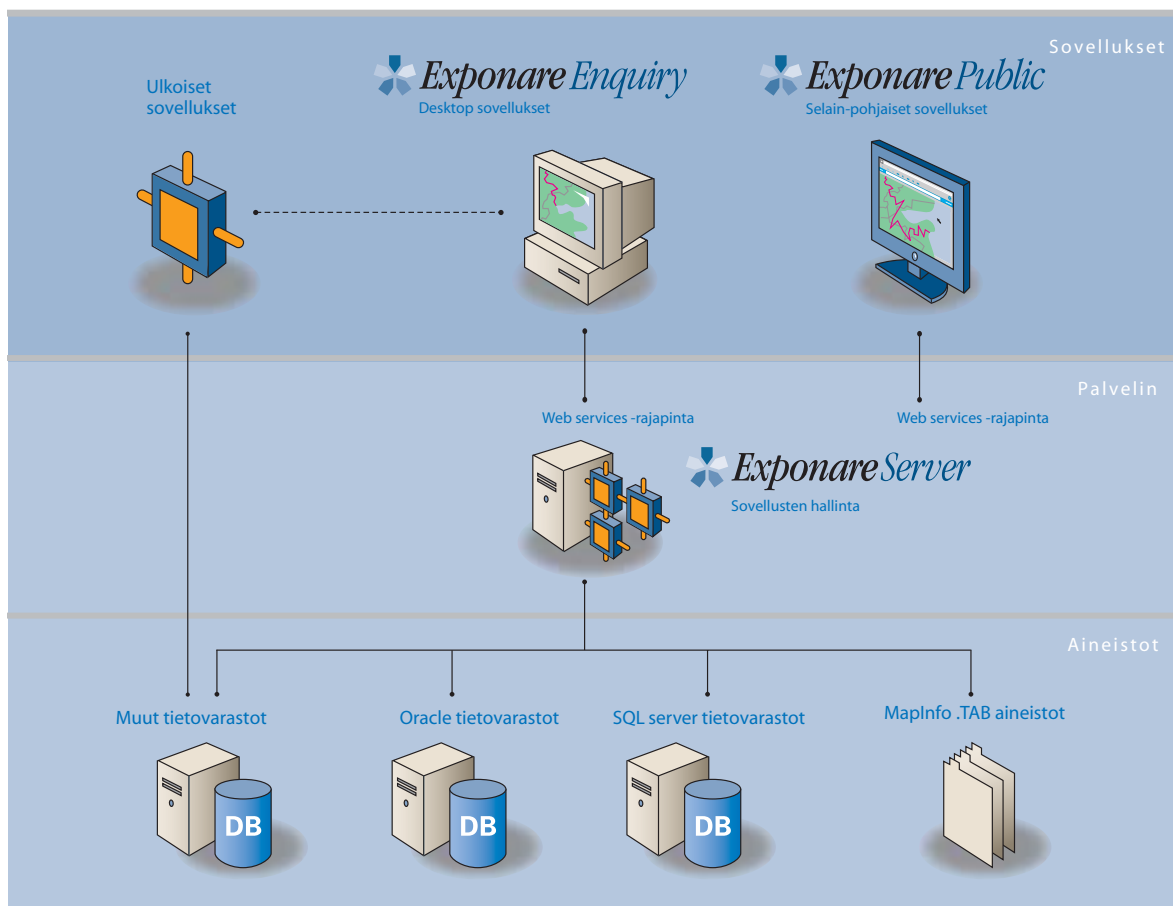 Sovellukset
Ulkoiset
sovellukset
Exponare Enquiry
Desktop sovellukset
Exponare Public
Selain-pohjaiset sovellukset
Palvelin
Web services -rajapinta
Web services -rajapinta
Exponare Server
Sovellusten hallinta
Aineistot
Muut tietovarastot
Oracle tietovarastot
SQL server tietovarastot
MapInfo .TAB aineistot
DB
DB
DB